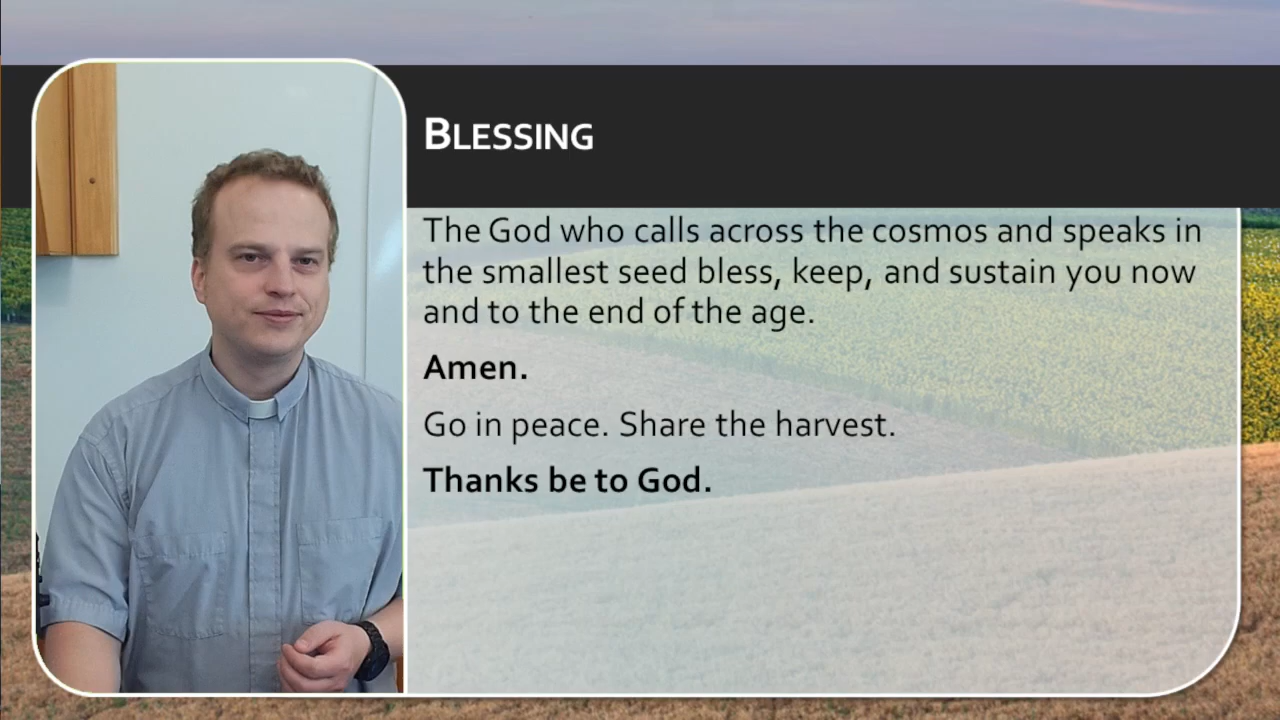 BLESSING
The God who calls across the cosmos and speaks in
the smallest seed bless, keep, and sustain you now
and to the end of the age.
Amen.
Go in peace. Share the harvest.
Thanks be to God.